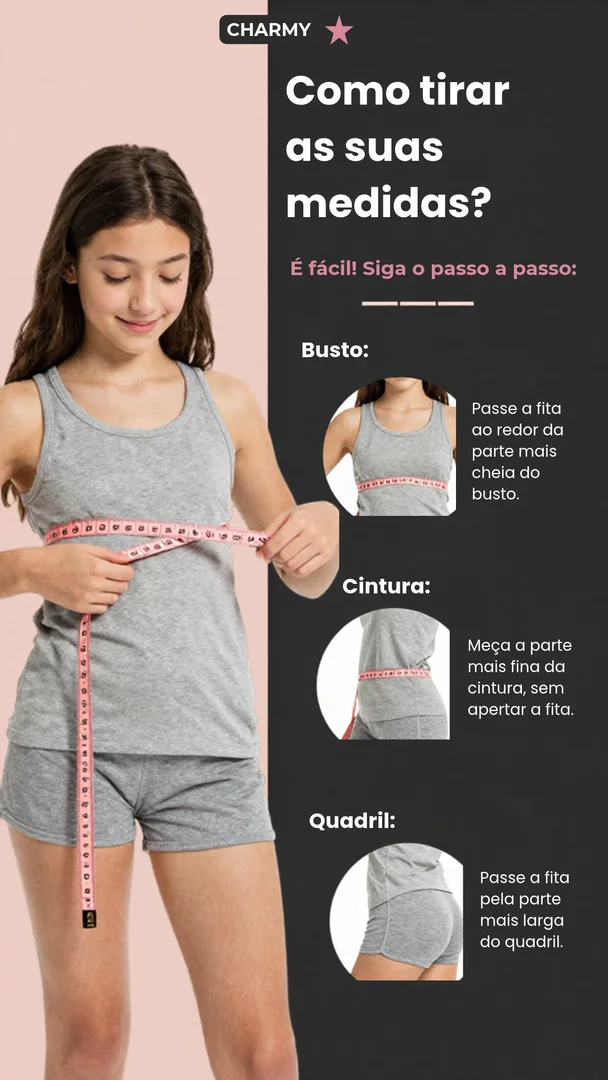 CHARMY
Como tirar
as suas
medidas?
É fácil! Siga o passo a passo:
Busto:
Passe a fita
ao redor da
parte mais
cheia do
busto.
Cintura:
Meça a parte
mais fina da
cintura, sem
apertar a fita.
Quadril:
Passe a fita
pela parte
mais larga
do quadril.